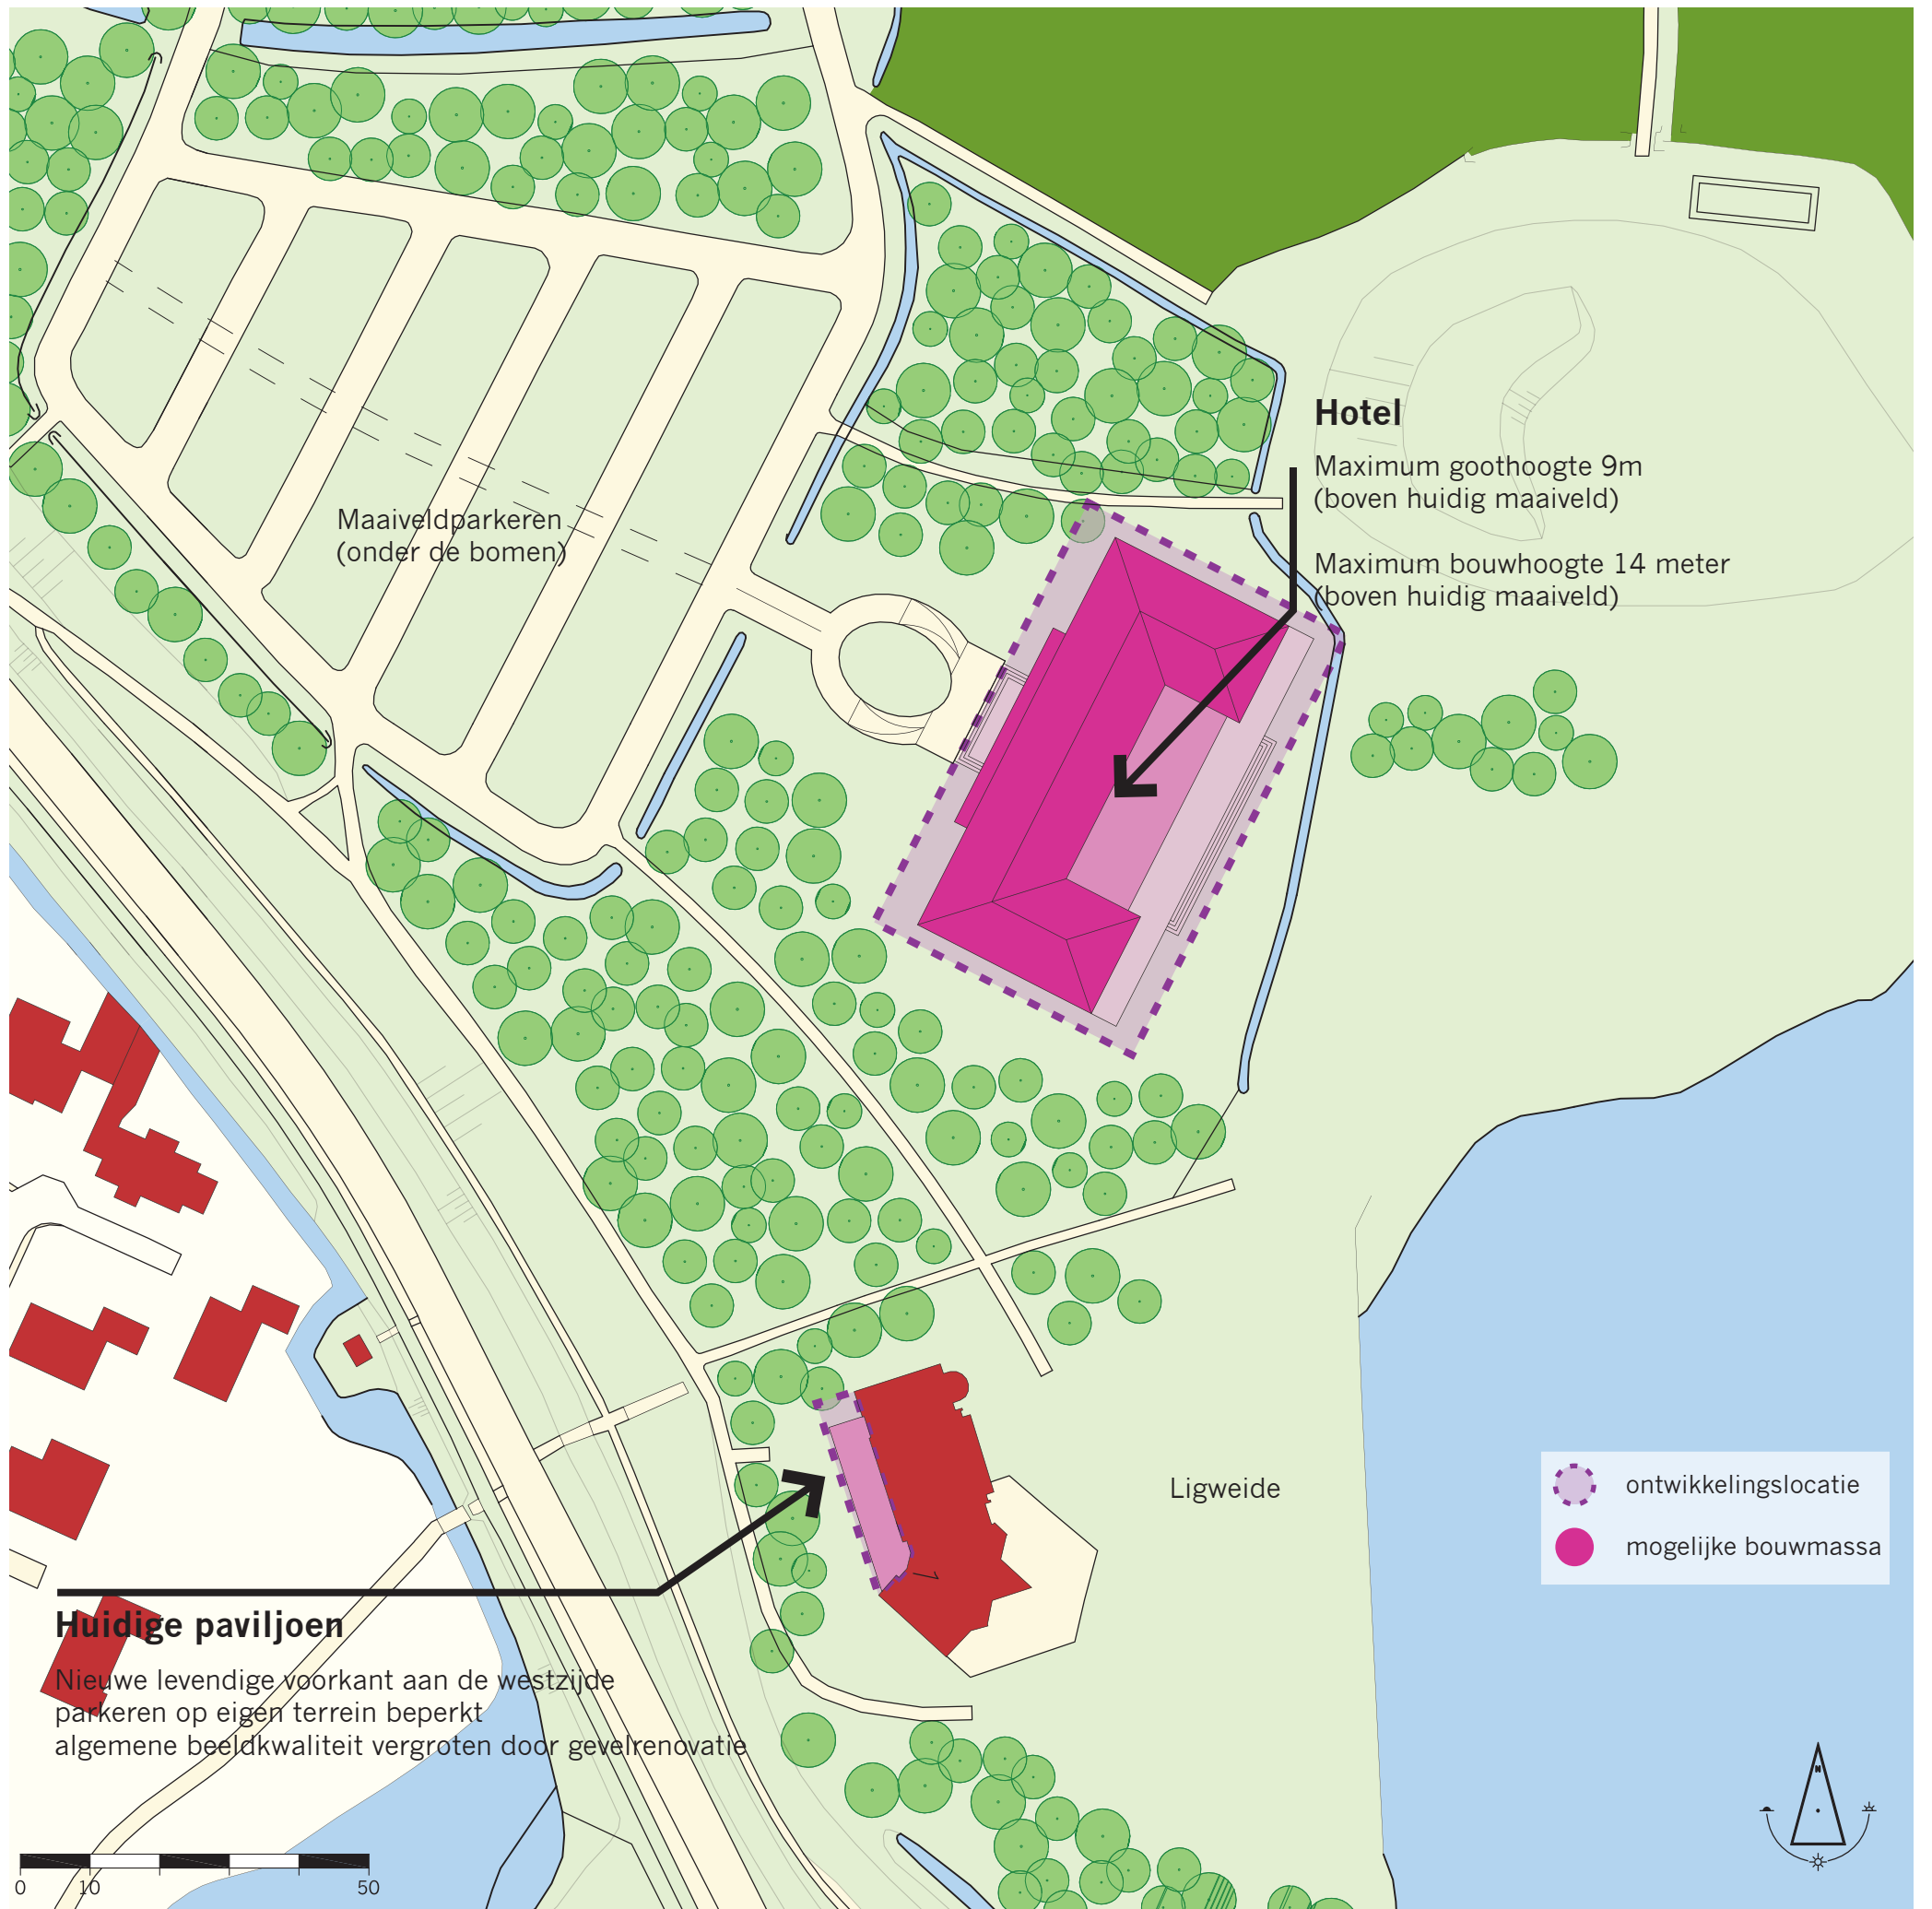 Hotel
Maximum goothoogte 9m
(boven huidig maaiveld)
Maximum bouwhoogte 14 meter
(boven huidig maaiveld)
Maaiveldparkeren
(onder de bomen)
Ligweide
ontwikkelingslocatie
mogelijke bouwmassa
Huidige paviljoen
Nieuwe levendige voorkant aan de westzijde
parkeren op eigen terrein beperkt
algemene beeldkwaliteit vergroten door gevelrenovatie
N
0 10 50